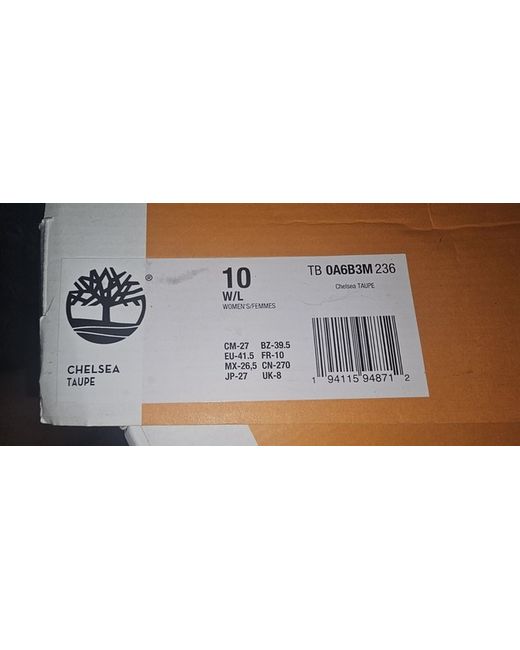 ®
CHELSEA
TAUPE
10
W/L
WOMEN'S/FEMMES
TB 0A6B3M 236
Chelsea TAUPE
CM-27 BZ-39.5
EU-41.5 FR-10
MX-26,5 CN-270
JP-27 UK-8
1 94115 94871 2